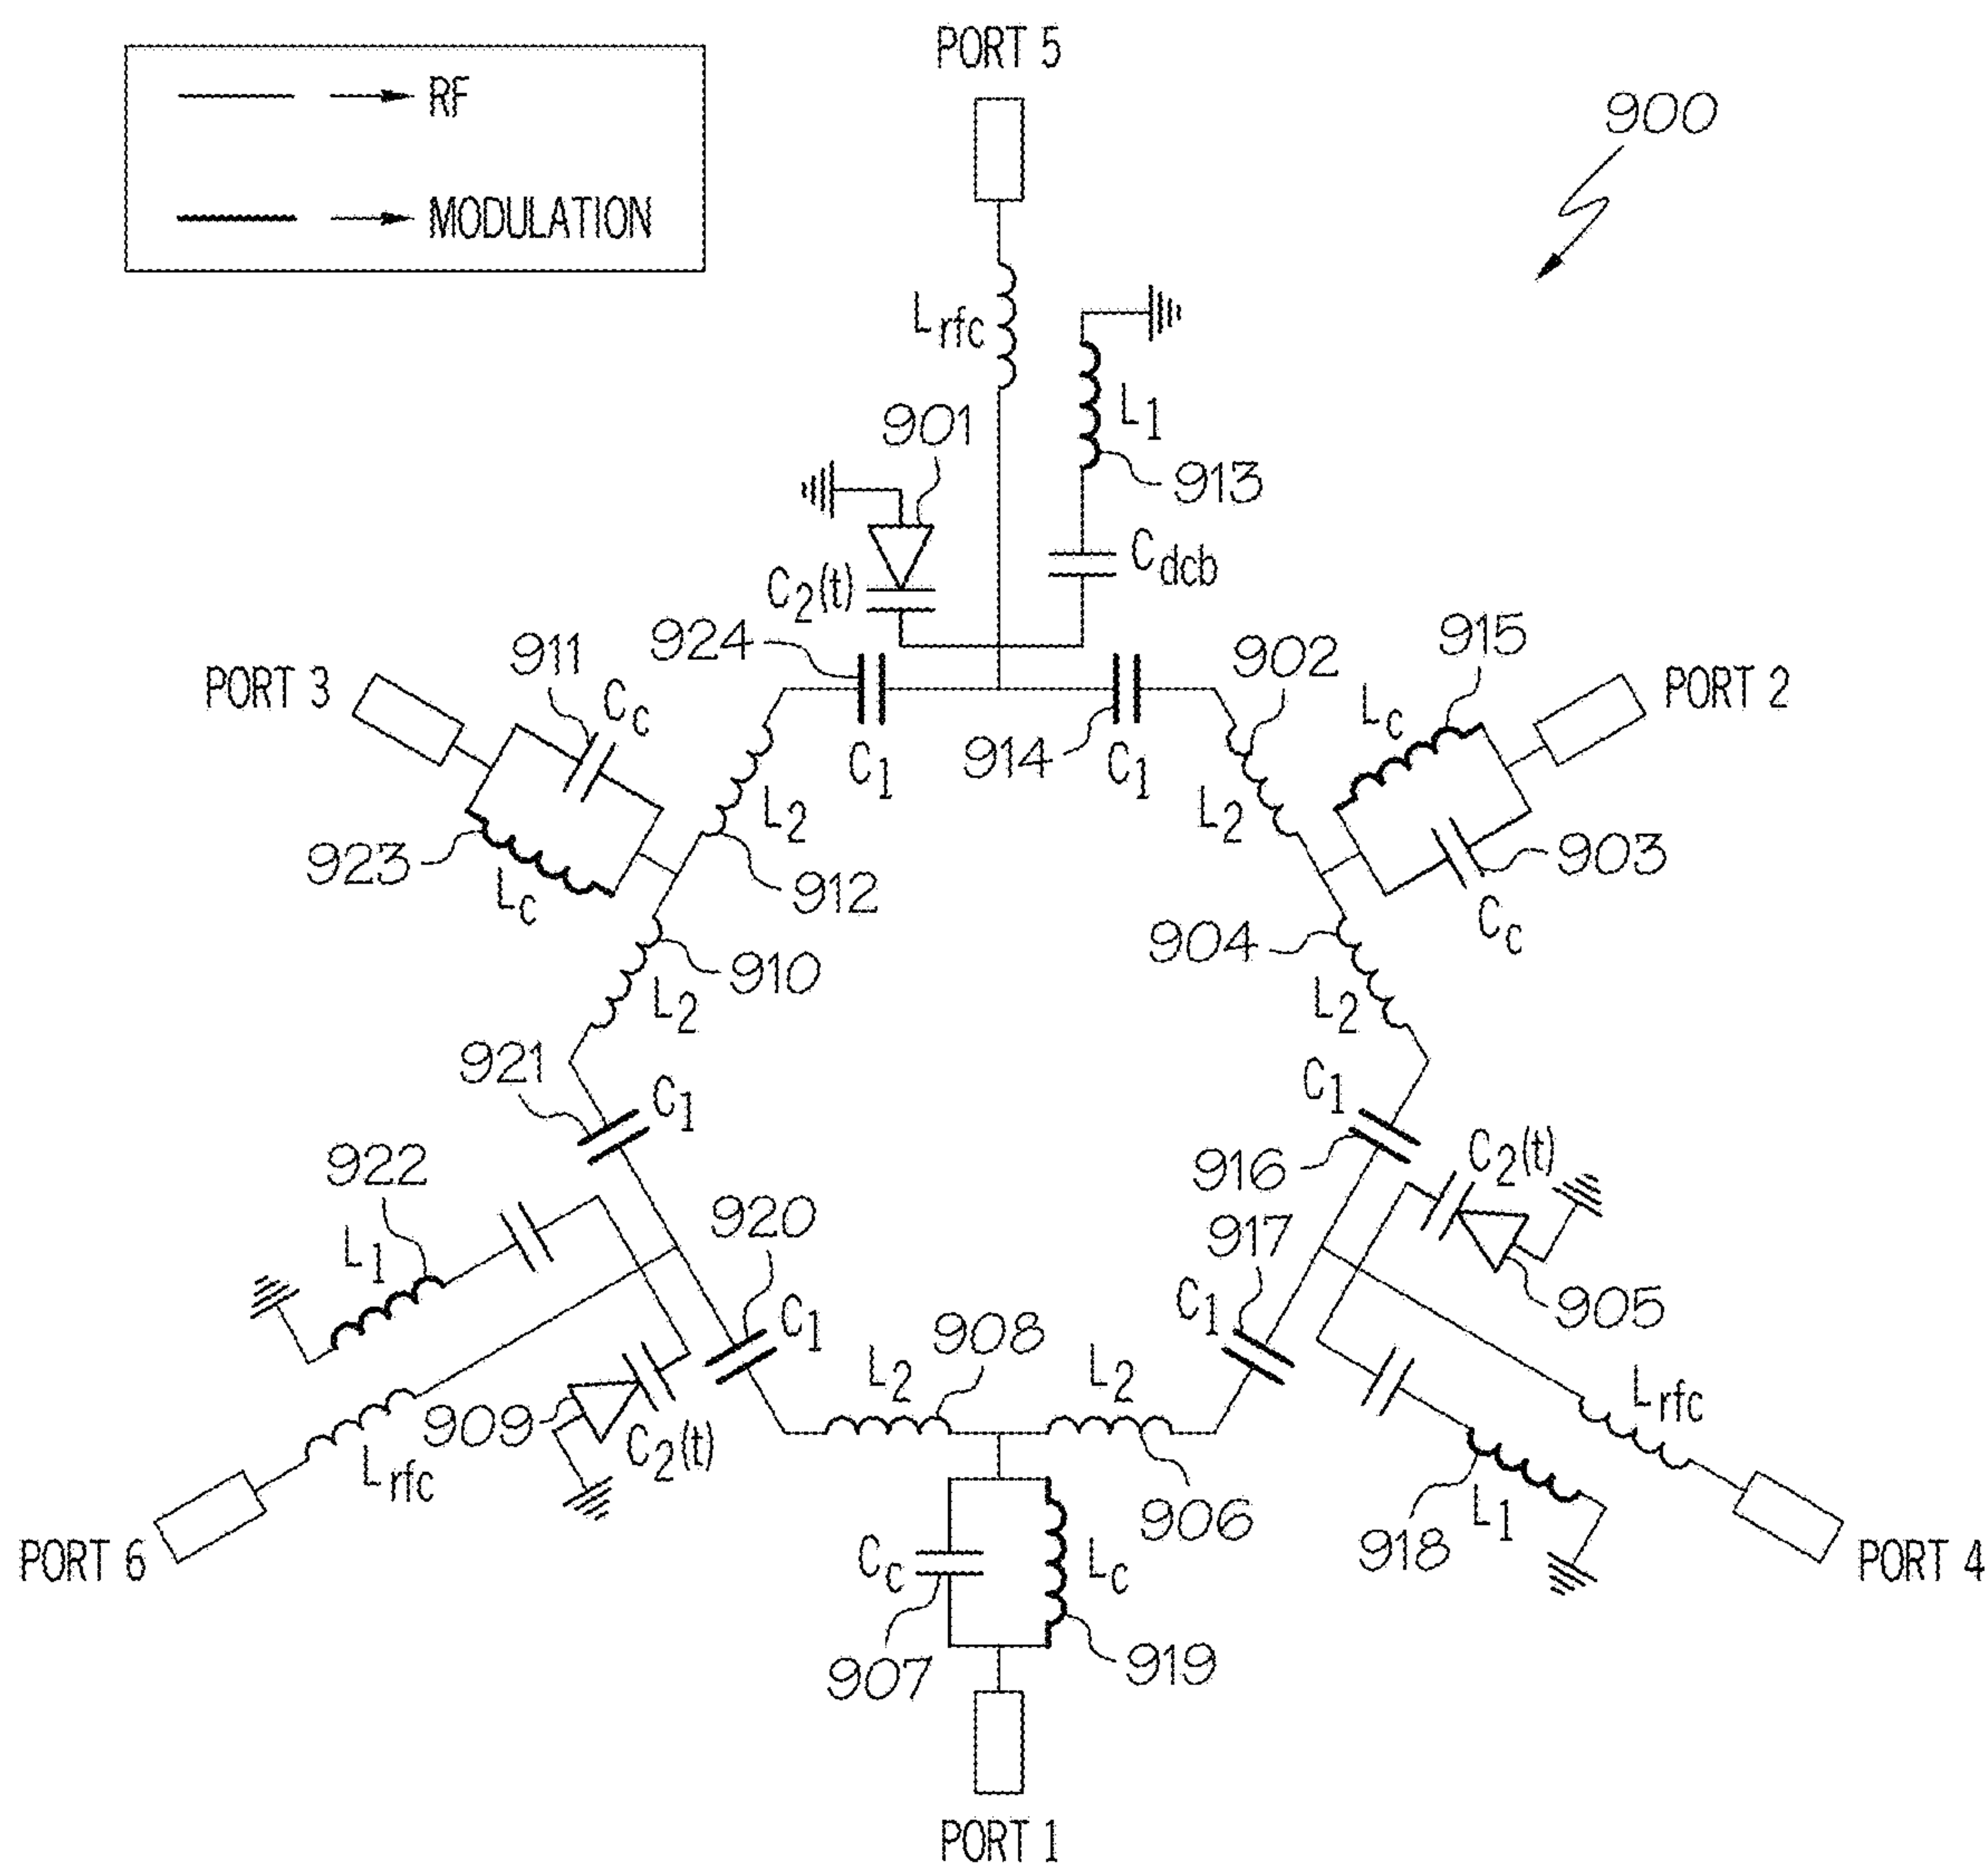 PORT 5
RF
900
MODULATION
Lrfc
L1
901
913
Cdcb
C2(t)
924
902
915
911
PORT 3
PORT 2
Cc
Lc
C1
914
C1
L2
L2
903
923
Lc
912
Cc
904
910
L2
L2
921
C1
C1
922
916
C2(t)
920
917
L1
905
C1
C1
908
L2
L2
Lrfc
909
C2(t)
Lrfc
906
L1
PORT 6
Cc
Lc
918
PORT 4
907
919
PORT 1